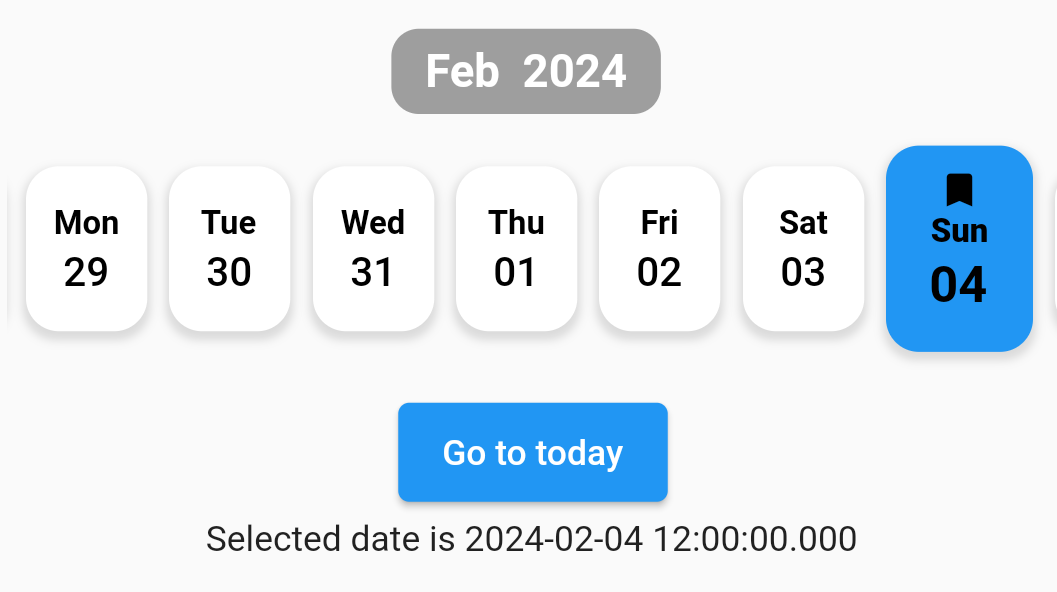 Feb 2024
Mon Tue Wed Thu Fri Sat Sun
29 30 31 01 02 03 04
Go to today
Selected date is 2024-02-04 12:00:00.000